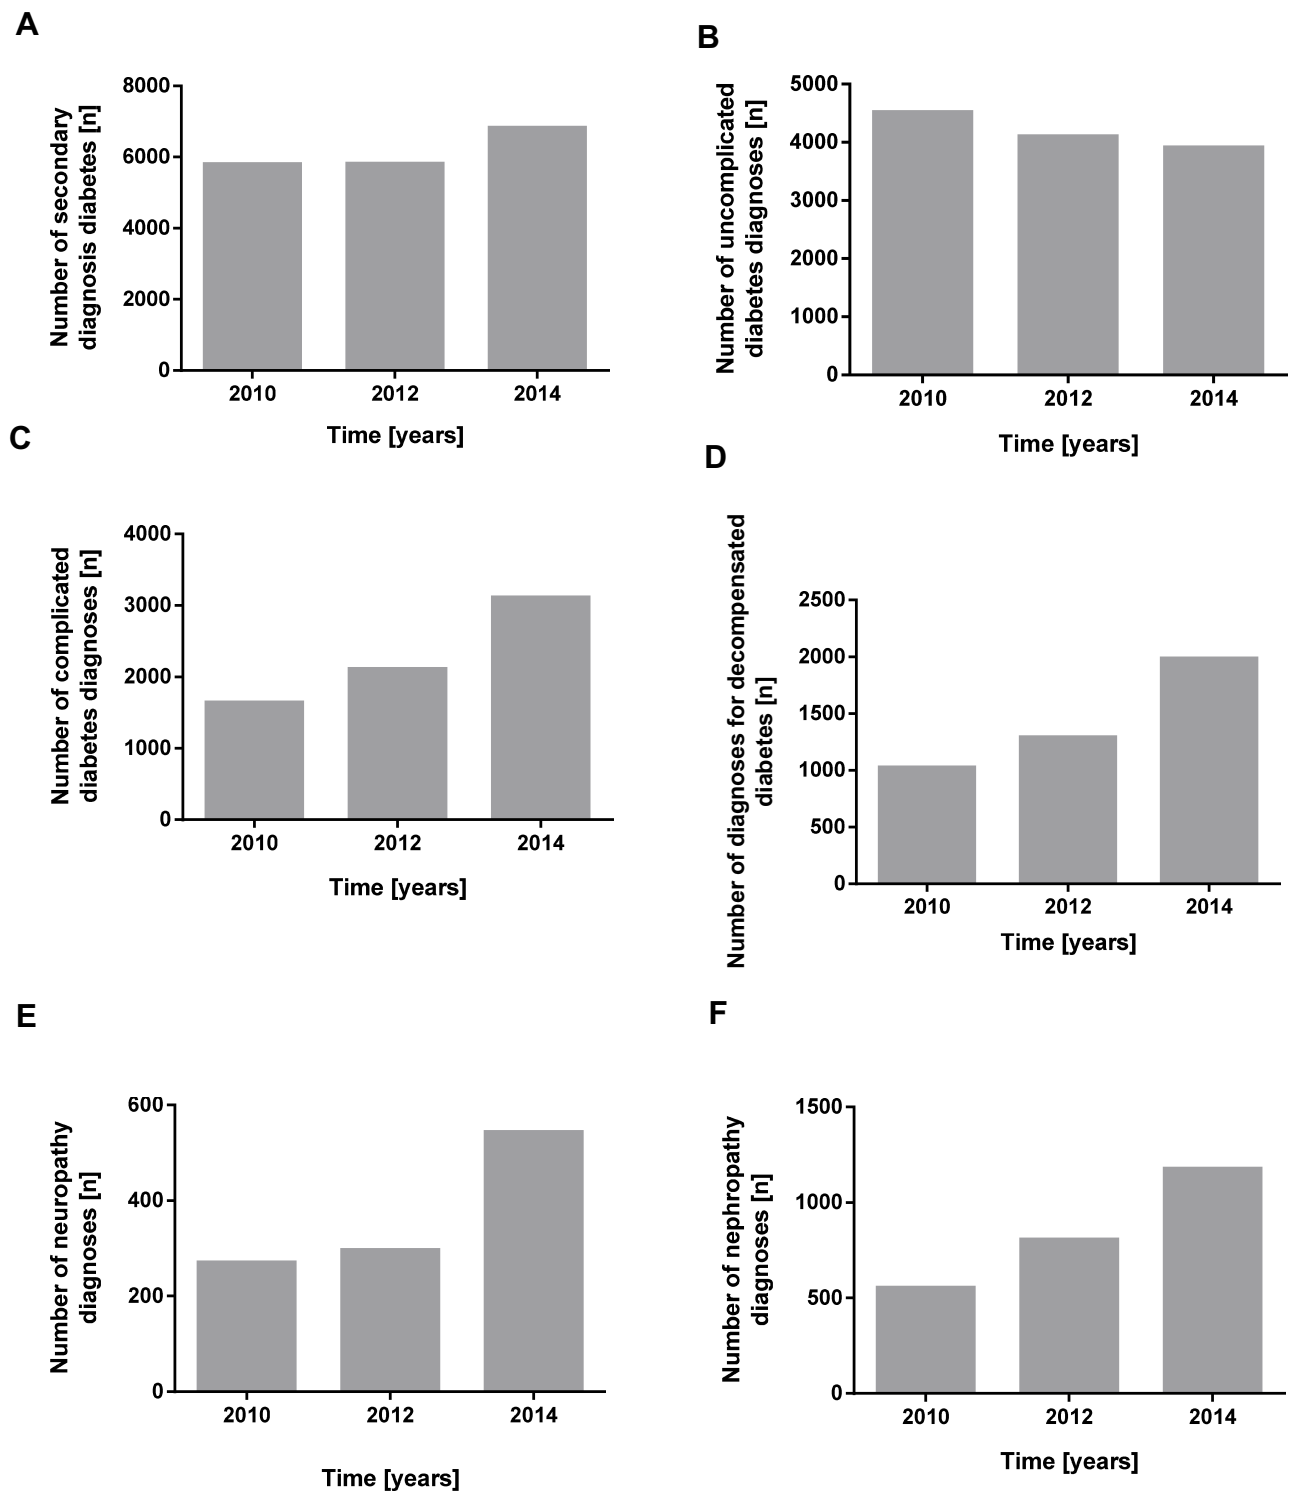 A
Number of secondary
diagnosis diabetes [n]
8000
6000
4000
2000
0
2010 2012 2014
Time [years]
B
Number of uncomplicated
diabetes diagnoses [n]
5000
4000
3000
2000
1000
0
2010 2012 2014
Time [years]
C
Number of complicated
diabetes diagnoses [n]
4000
3000
2000
1000
0
2010 2012 2014
Time [years]
D
Number of diagnoses for decompensated
diabetes [n]
2500
2000
1500
1000
500
0
2010 2012 2014
Time [years]
E
Number of neuropathy
diagnoses [n]
600
400
200
0
2010 2012 2014
Time [years]
F
Number of nephropathy
diagnoses [n]
1500
1000
500
0
2010 2012 2014
Time [years]